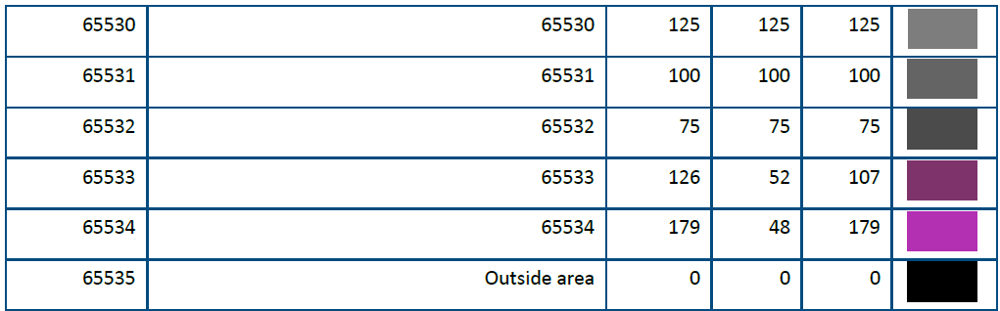 65530 65530 125 125 125
65531 65531 100 100 100
65532 65532 75 75 75
65533 65533 126 52 107
65534 65534 179 48 179
65535 Outside area 0 0 0